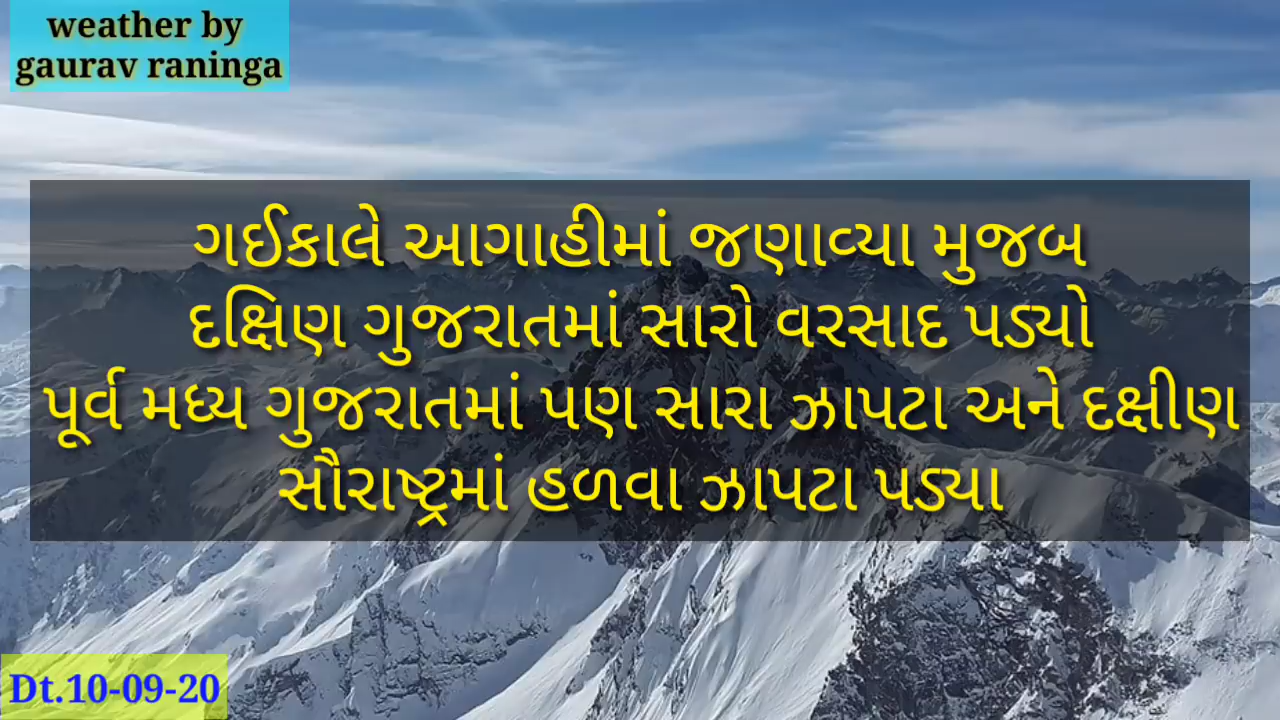 weather by
gaurav raninga
ગઈકાલે આગાહીમાં જણાવ્યા મુજબ
દક્ષિણ ગુજરાતમાં સારો વરસાદ પડ્યો
પૂર્વ મધ્ય ગુજરાતમાં પણ સારા ઝાપટા અને દક્ષીણ
સૌરાષ્ટ્રમાં હળવા ઝાપટા પડ્યા
Dt.10-09-20